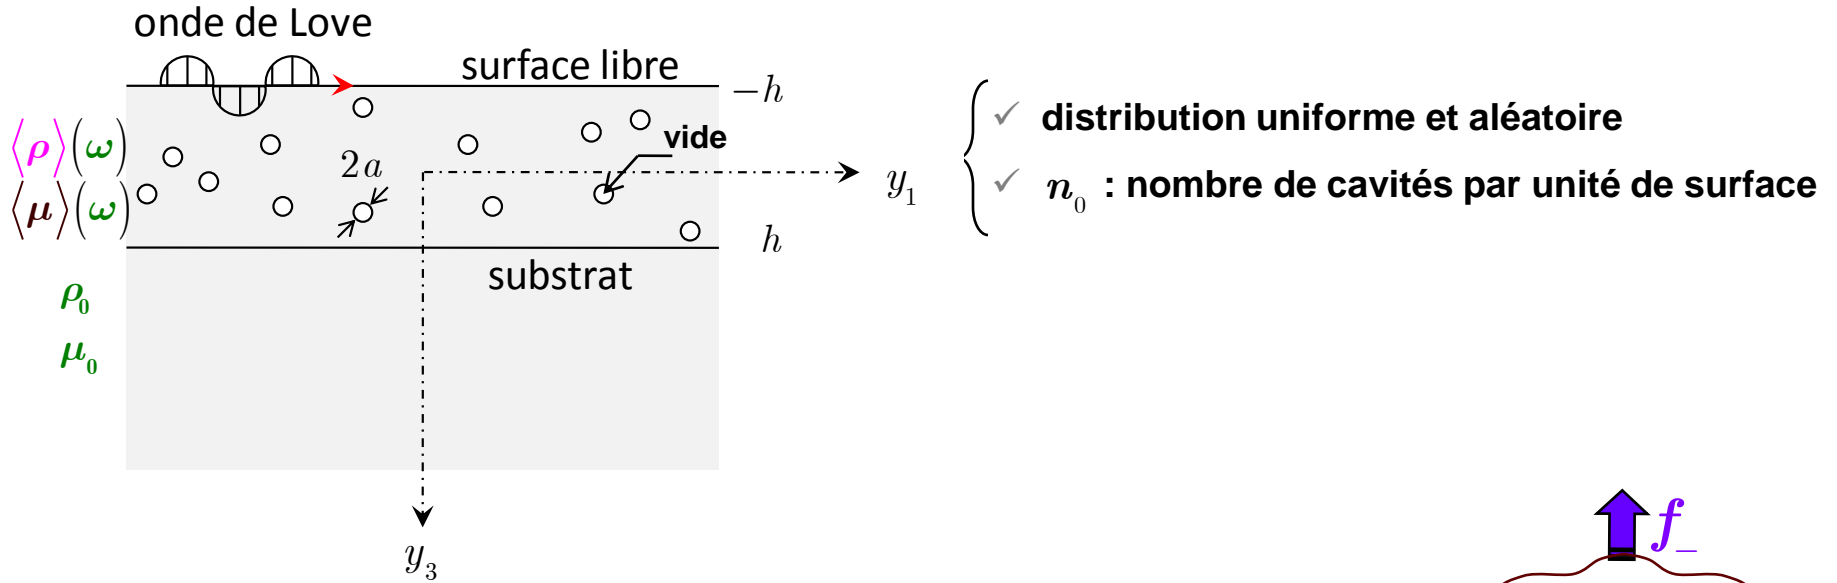 onde de Love
surface libre
−h
⟨ρ⟩(ω)
⟨μ⟩(ω)
2a
vide
y₁
h
substrat
ρ₀
μ₀
y₃
✓ distribution uniforme et aléatoire
✓ n₀ : nombre de cavités par unité de surface
f₋